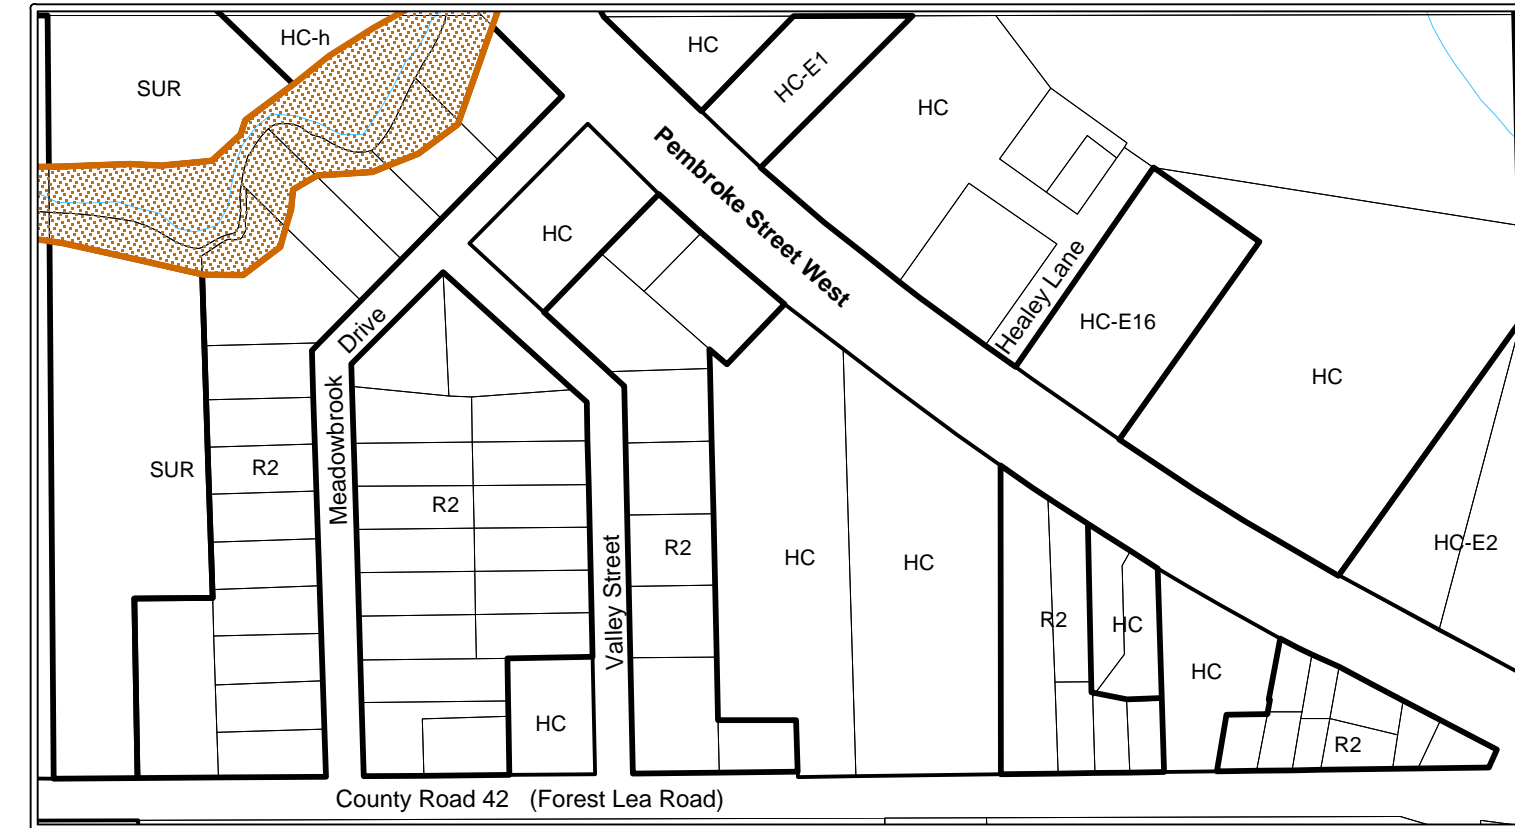 HC-h
HC
HC-E1
SUR
HC
Pembroke Street West
HC
Healey Lane
HC-E16
Drive
HC
Meadowbrook
SUR
R2
R2
Valley Street
R2
HC
HC
HC-E2
R2
HC
HC
HC
R2
County Road 42 (Forest Lea Road)